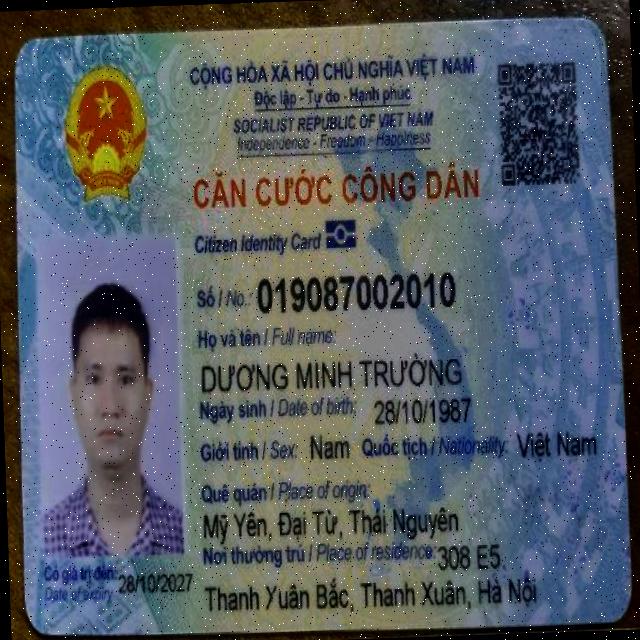 CỘNG HÒA XÃ HỘI CHỦ NGHĨA VIỆT NAM
Độc lập - Tự do - Hạnh phúc
SOCIALIST REPUBLIC OF VIET NAM
Independence - Freedom - Happiness
CĂN CƯỚC CÔNG DÂN
Citizen Identity Card
Số / No.: 019087002010
Họ và tên / Full name:
DƯƠNG MINH TRƯỜNG
Ngày sinh / Date of birth: 28/10/1987
Giới tính / Sex: Nam Quốc tịch / Nationality: Việt Nam
Quê quán / Place of origin:
Mỹ Yên, Đại Từ, Thái Nguyên
Nơi thường trú / Place of residence: 308 E5
Thanh Xuân Bắc, Thanh Xuân, Hà Nội
Có giá trị đến: 28/10/2027
Date of expiry